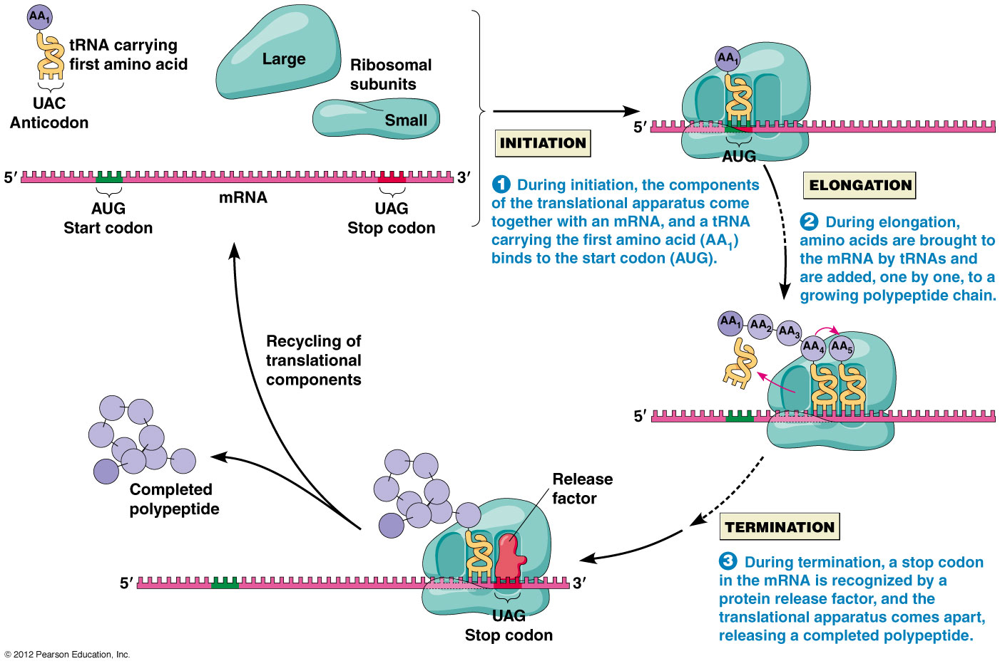 AA1
tRNA carrying
first amino acid
UAC
Anticodon
Large
Ribosomal
subunits
Small
5′
3′
AUG
Start codon
mRNA
UAG
Stop codon
INITIATION
1 During initiation, the components
of the translational apparatus come
together with an mRNA, and a tRNA
carrying the first amino acid (AA1)
binds to the start codon (AUG).
AA1
5′
AUG
ELONGATION
2 During elongation,
amino acids are brought to
the mRNA by tRNAs and
are added, one by one, to a
growing polypeptide chain.
AA1 AA2 AA3 AA4 AA5
5′
Recycling of
translational
components
Completed
polypeptide
Release
factor
5′
3′
UAG
Stop codon
TERMINATION
3 During termination, a stop codon
in the mRNA is recognized by a
protein release factor, and the
translational apparatus comes apart,
releasing a completed polypeptide.
© 2012 Pearson Education, Inc.